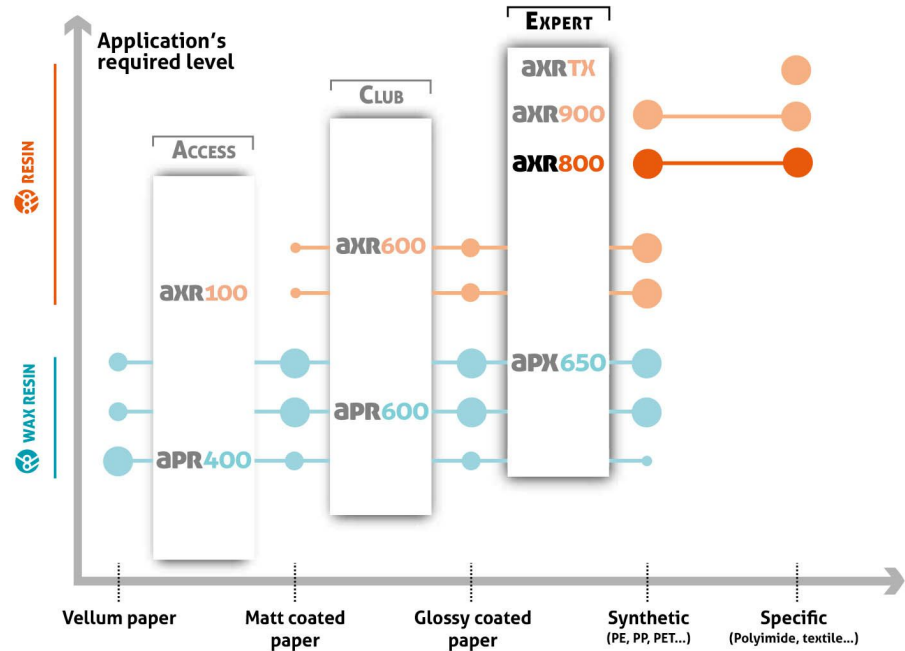 Application's
required level
EXPERT
CLUB
ACCESS
RESIN
WAX RESIN
aXRTX
aXR900
aXR800
aXR600
aXR100
aPX650
aPR600
aPR400
Vellum paper
Matt coated
paper
Glossy coated
paper
Synthetic
(PE, PP, PET...)
Specific
(Polyimide, textile...)